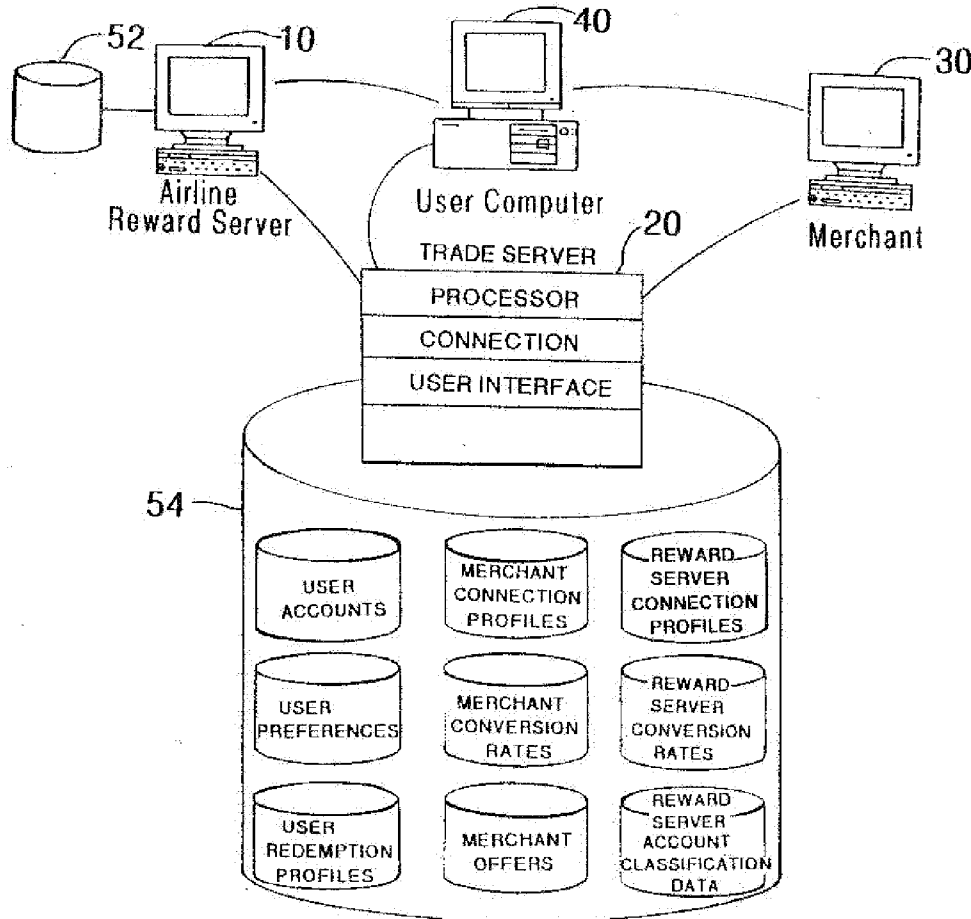 52
10
40
30
Airline
Reward Server
User Computer
Merchant
20
TRADE SERVER
PROCESSOR
CONNECTION
USER INTERFACE
54
USER
ACCOUNTS
MERCHANT
CONNECTION
PROFILES
REWARD
SERVER
CONNECTION
PROFILES
USER
PREFERENCES
MERCHANT
CONVERSION
RATES
REWARD
SERVER
CONVERSION
RATES
USER
REDEMPTION
PROFILES
MERCHANT
OFFERS
REWARD
SERVER
ACCOUNT
CLASSIFICATION
DATA